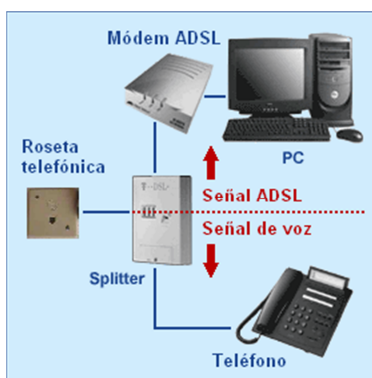 Módem ADSL
PC
Roseta
telefónica
Señal ADSL
Señal de voz
Splitter
Teléfono